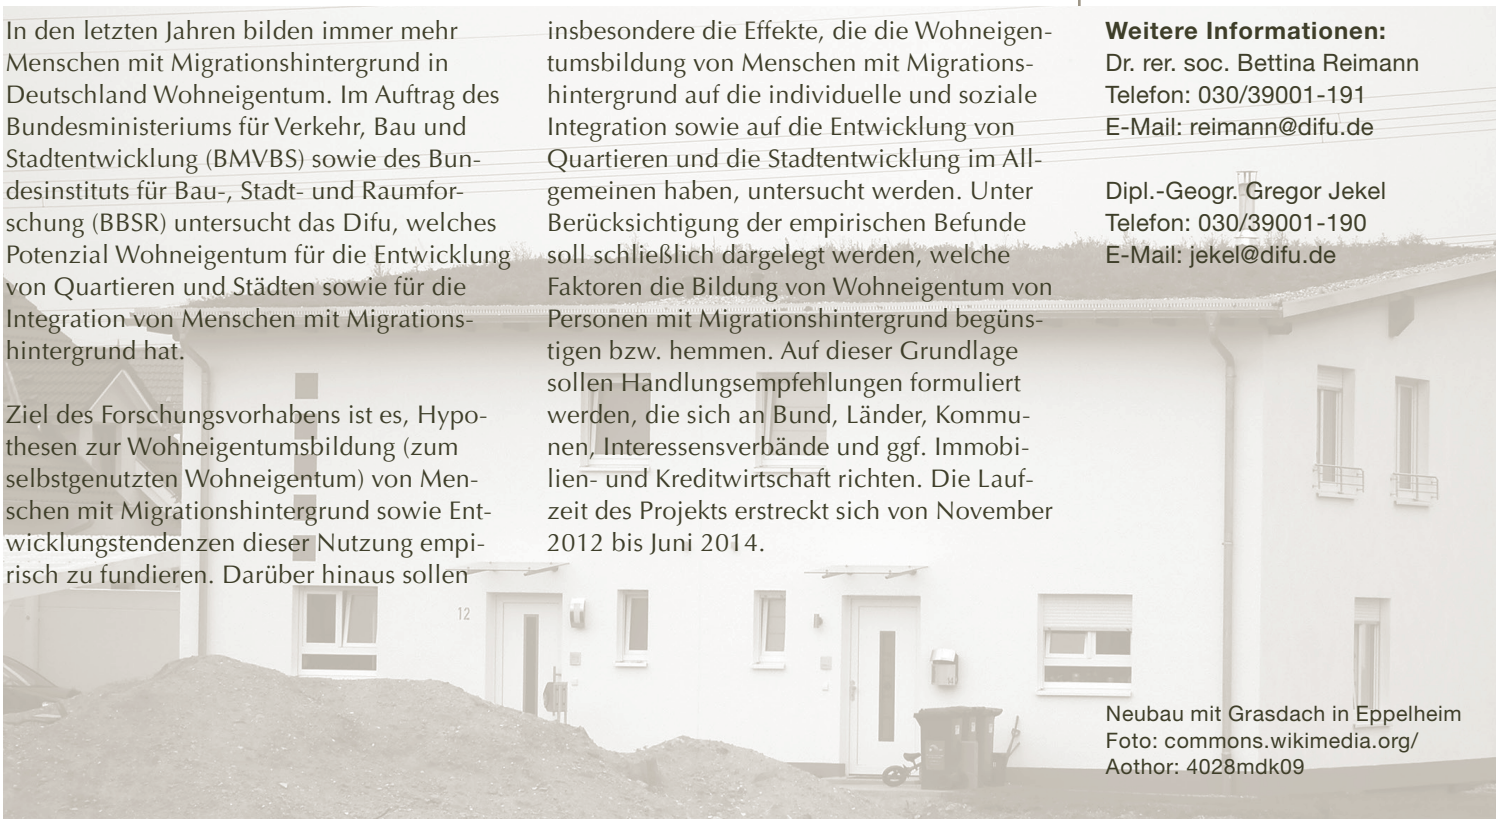 In den letzten Jahren bilden immer mehr
Menschen mit Migrationshintergrund in
Deutschland Wohneigentum. Im Auftrag des
Bundesministeriums für Verkehr, Bau und
Stadtentwicklung (BMVBS) sowie des Bun-
desinstituts für Bau-, Stadt- und Raumfor-
schung (BBSR) untersucht das Difu, welches
Potenzial Wohneigentum für die Entwicklung
von Quartieren und Städten sowie für die
Integration von Menschen mit Migrations-
hintergrund hat.
Ziel des Forschungsvorhabens ist es, Hypo-
thesen zur Wohneigentumsbildung (zum
selbstgenutzten Wohneigentum) von Men-
schen mit Migrationshintergrund sowie Ent-
wicklungstendenzen dieser Nutzung empi-
risch zu fundieren. Darüber hinaus sollen
insbesondere die Effekte, die die Wohneigen-
tumsbildung von Menschen mit Migrations-
hintergrund auf die individuelle und soziale
Integration sowie auf die Entwicklung von
Quartieren und die Stadtentwicklung im All-
gemeinen haben, untersucht werden. Unter
Berücksichtigung der empirischen Befunde
soll schließlich dargelegt werden, welche
Faktoren die Bildung von Wohneigentum von
Personen mit Migrationshintergrund begüns-
tigen bzw. hemmen. Auf dieser Grundlage
sollen Handlungsempfehlungen formuliert
werden, die sich an Bund, Länder, Kommu-
nen, Interessensverbände und ggf. Immobi-
lien- und Kreditwirtschaft richten. Die Lauf-
zeit des Projekts erstreckt sich von November
2012 bis Juni 2014.
Weitere Informationen:
Dr. rer. soc. Bettina Reimann
Telefon: 030/39001-191
E-Mail: reimann@difu.de
Dipl.-Geogr. Gregor Jekel
Telefon: 030/39001-190
E-Mail: jekel@difu.de
12
14
Neubau mit Grasdach in Eppelheim
Foto: commons.wikimedia.org/
Aothor: 4028mdk09